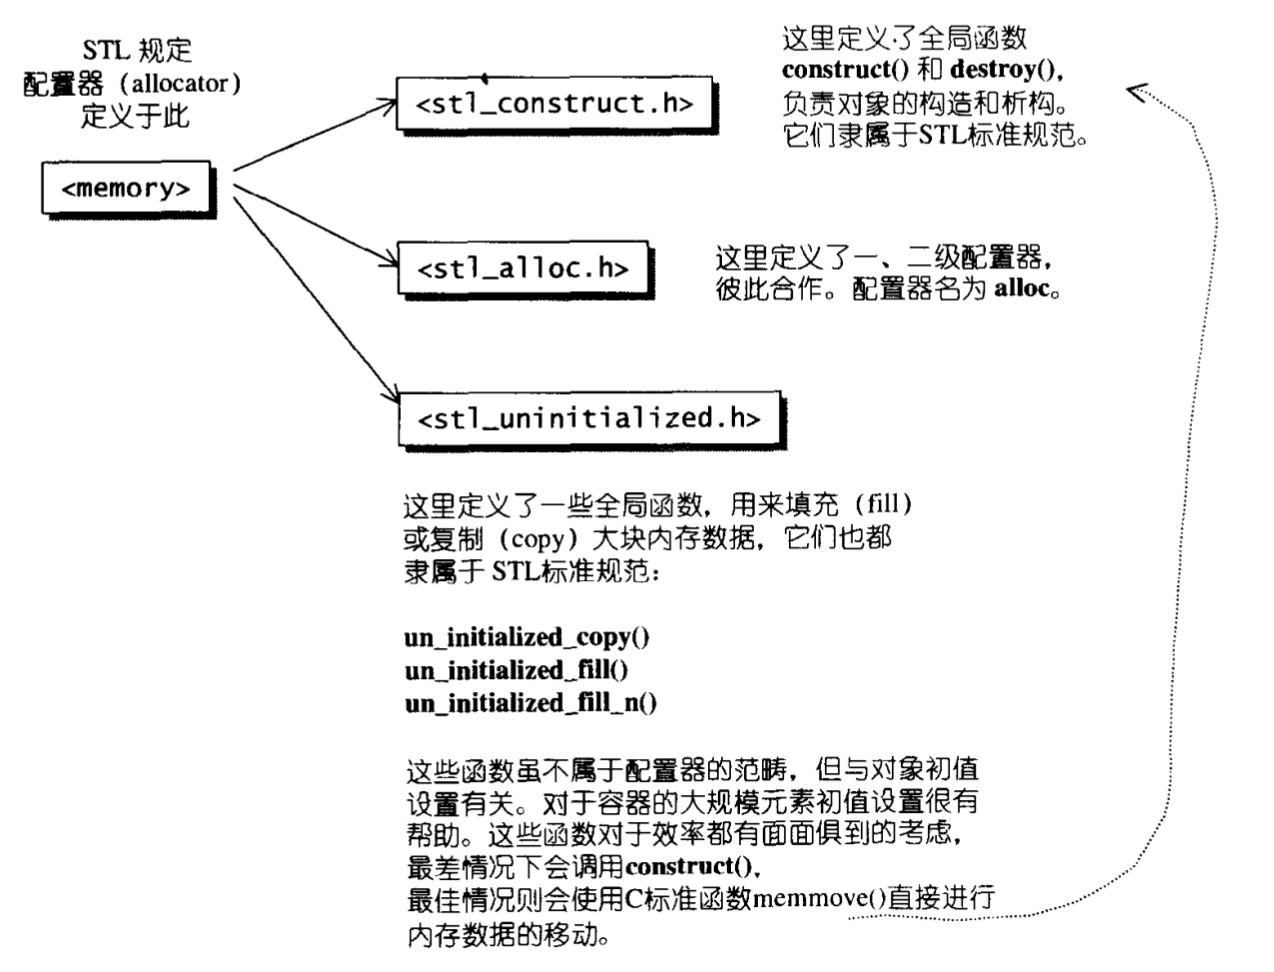 STL 规定
配置器（allocator）
定义于此
<memory>
<stl_construct.h>
这里定义了全局函数
construct() 和 destroy(),
负责对象的构造和析构。
它们隶属于STL标准规范。
<stl_alloc.h>
这里定义了一、二级配置器，
彼此合作。配置器名为 alloc。
<stl_uninitialized.h>
这里定义了一些全局函数，用来填充（fill）
或复制（copy）大块内存数据，它们也都
隶属于 STL标准规范：
un_initialized_copy()
un_initialized_fill()
un_initialized_fill_n()
这些函数虽不属于配置器的范畴，但与对象初值
设置有关。对于容器的大规模元素初值设置很有
帮助。这些函数对于效率都有面面俱到的考虑，
最差情况下会调用construct(),
最佳情况则会使用C标准函数memmove()直接进行
内存数据的移动。